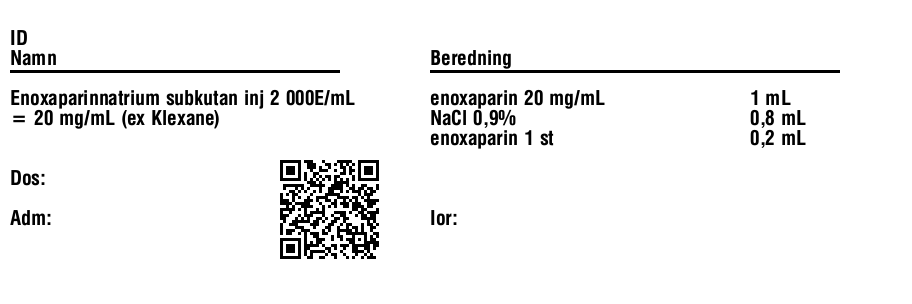 ID
Namn
Enoxaparinnatrium subkutan inj 2 000E/mL
= 20 mg/mL (ex Klexane)
Dos:
Adm:
Beredning
enoxaparin 20 mg/mL 1 mL
NaCl 0,9% 0,8 mL
enoxaparin 1 st 0,2 mL
Ior: